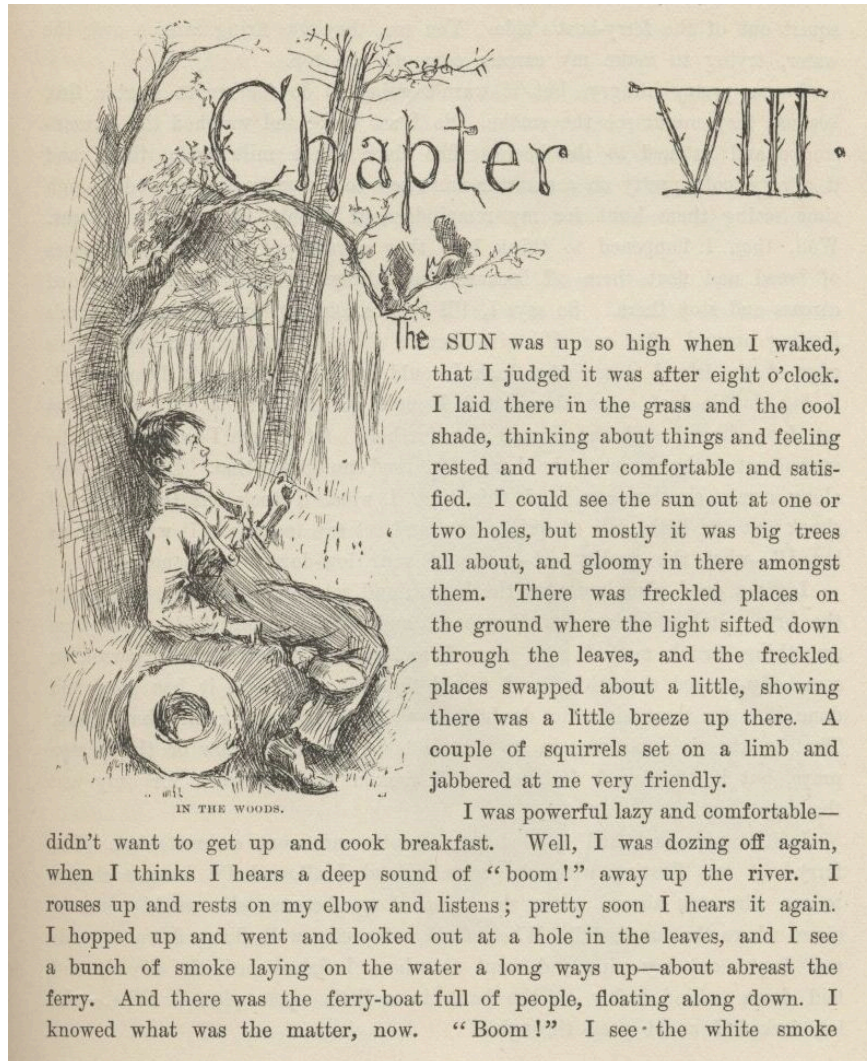 Chapter VIII.
The SUN was up so high when I waked,
that I judged it was after eight o’clock.
I laid there in the grass and the cool
shade, thinking about things and feeling
rested and ruther comfortable and satis-
fied. I could see the sun out at one or
two holes, but mostly it was big trees
all about, and gloomy in there amongst
them. There was freckled places on
the ground where the light sifted down
through the leaves, and the freckled
places swapped about a little, showing
there was a little breeze up there. A
couple of squirrels set on a limb and
jabbered at me very friendly.
Kemble
IN THE WOODS.
I was powerful lazy and comfortable—
didn’t want to get up and cook breakfast. Well, I was dozing off again,
when I thinks I hears a deep sound of “boom!” away up the river. I
rouses up and rests on my elbow and listens; pretty soon I hears it again.
I hopped up and went and looked out at a hole in the leaves, and I see
a bunch of smoke laying on the water a long ways up—about abreast the
ferry. And there was the ferry-boat full of people, floating along down. I
knowed what was the matter, now. “Boom!” I see the white smoke